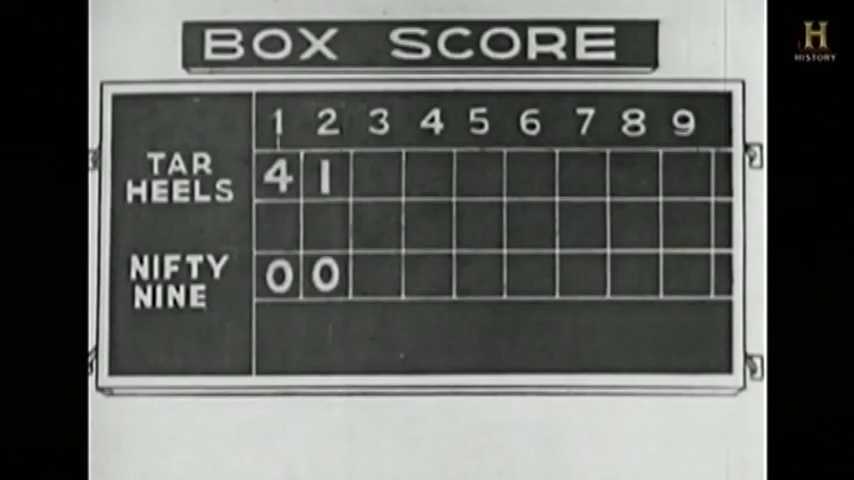 BOX SCORE
H
HISTORY
1 2 3 4 5 6 7 8 9
TAR
HEELS
4 1
NIFTY
NINE
0 0